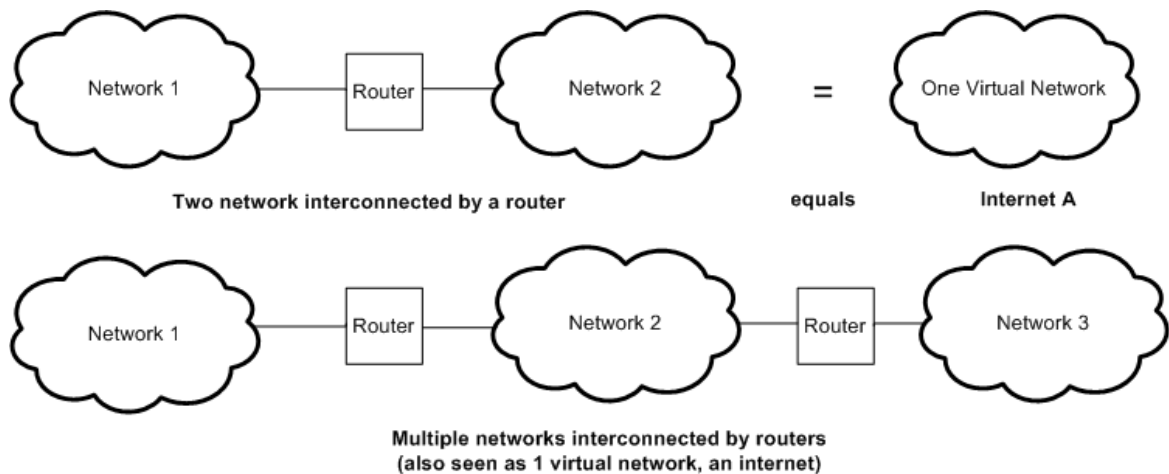 Network 1
Router
Network 2
=
One Virtual Network
Two network interconnected by a router
equals
Internet A
Network 1
Router
Network 2
Router
Network 3
Multiple networks interconnected by routers
(also seen as 1 virtual network, an internet)